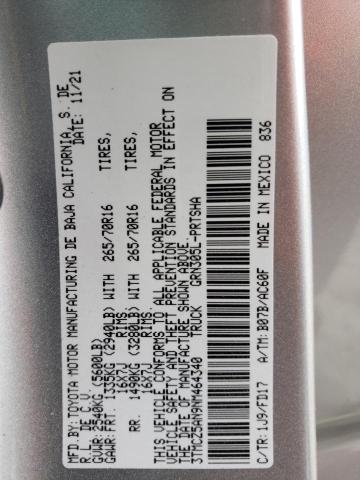 MFD.BY: TOYOTA MOTOR MANUFACTURING DE BAJA CALIFORNIA, S. DE
R.L. DE DATE: 11/21
GVWR: 2540KG (5600LB)
GAWR: FRT. 1335KG (2940LB) WITH 265/70R16 TIRES,
16X7J RIMS.
RR. 1490KG (3280LB) WITH 265/70R16 TIRES,
16X7J RIMS.
THIS VEHICLE CONFORMS TO ALL APPLICABLE FEDERAL MOTOR
VEHICLE SAFETY AND THEFT PREVENTION STANDARDS IN EFFECT ON
THE DATE OF MANUFACTURE SHOWN ABOVE.
3TMCZ5AN9NM464340 TRUCK GRN305L-PRTSHA
C/TR: 1J9/FD17 A/TM: B07B/AC60F
MADE IN MEXICO 836